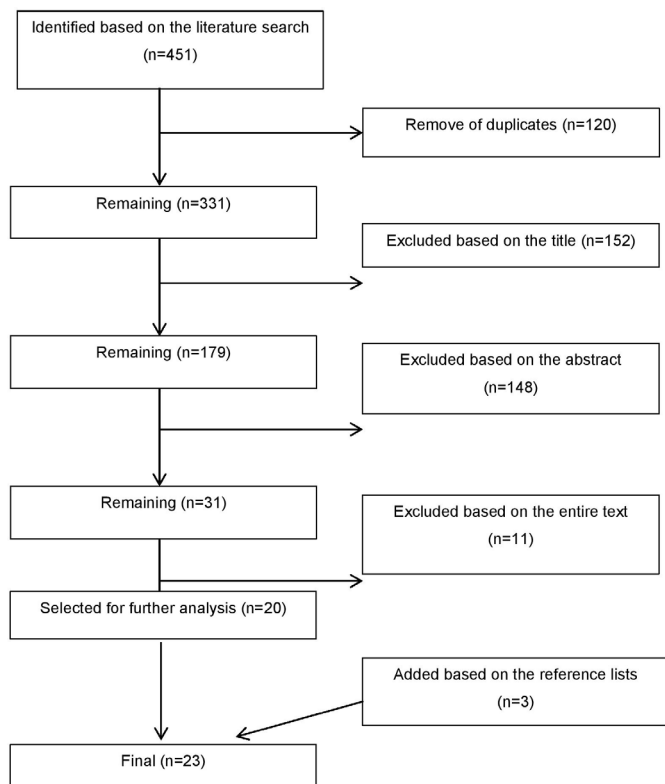 Identified based on the literature search
(n=451)
Remove of duplicates (n=120)
Remaining (n=331)
Excluded based on the title (n=152)
Remaining (n=179)
Excluded based on the abstract
(n=148)
Remaining (n=31)
Excluded based on the entire text
(n=11)
Selected for further analysis (n=20)
Added based on the reference lists
(n=3)
Final (n=23)